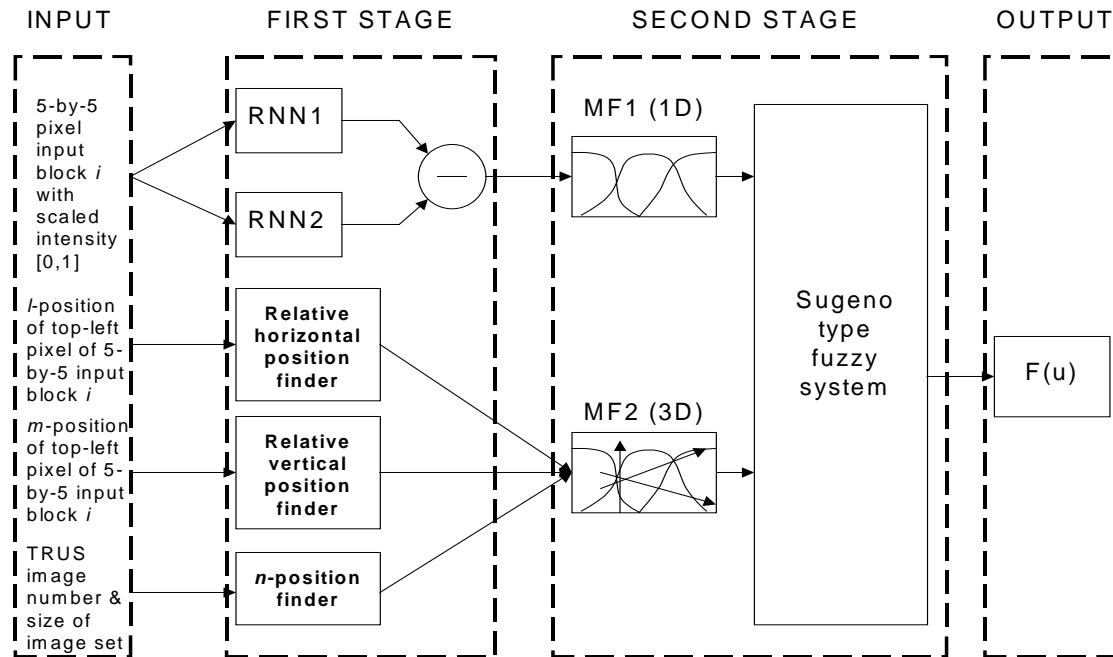 INPUT
FIRST STAGE
SECOND STAGE
OUTPUT
5-by-5
pixel
input
block i
with
scaled
intensity
[0,1]
l-position
of top-left
pixel of 5-
by-5 input
block i
m-position
of top-left
pixel of 5-
by-5 input
block i
TRUS
image
number &
size of
image set
RNN1
RNN2
—
Relative
horizontal
position
finder
Relative
vertical
position
finder
n-position
finder
MF1 (1D)
MF2 (3D)
Sugeno
type
fuzzy
system
F(u)